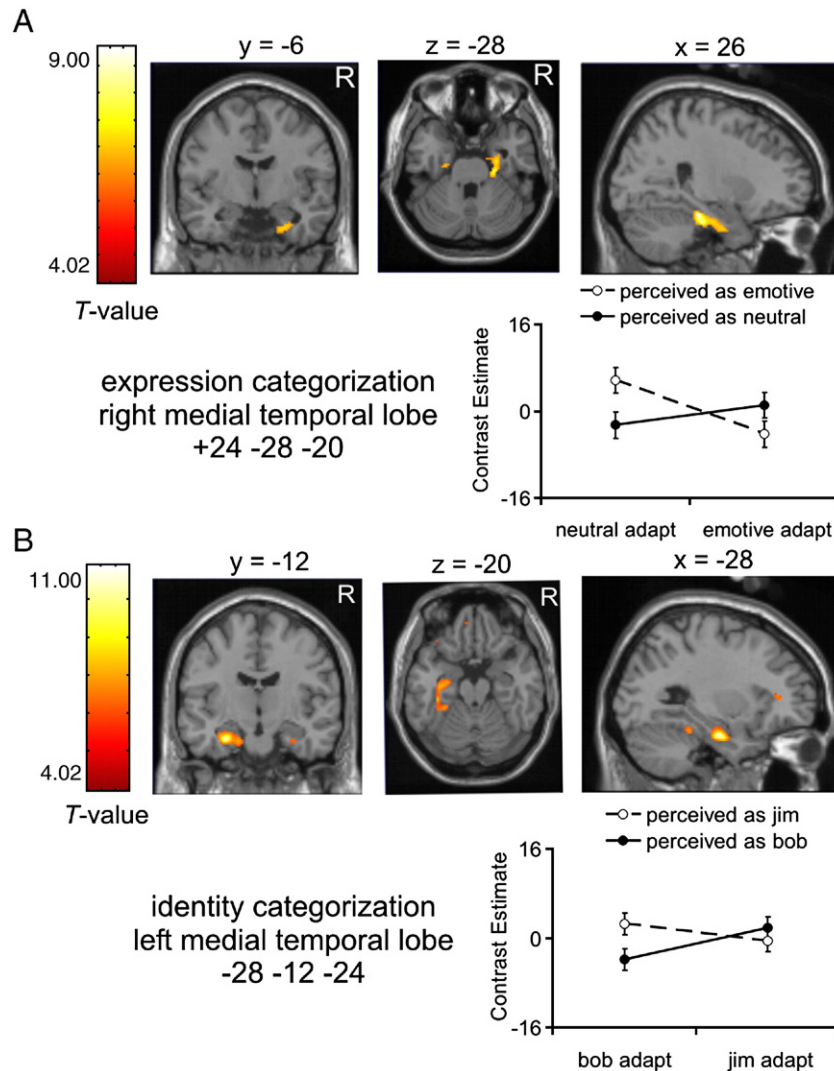 A
y = -6
z = -28
x = 26
9.00
R
R
4.02
T-value
perceived as emotive
perceived as neutral
expression categorization
right medial temporal lobe
+24 -28 -20
Contrast Estimate
16
0
-16
neutral adapt
emotive adapt
B
y = -12
z = -20
x = -28
11.00
R
R
4.02
T-value
perceived as jim
perceived as bob
identity categorization
left medial temporal lobe
-28 -12 -24
Contrast Estimate
16
0
-16
bob adapt
jim adapt